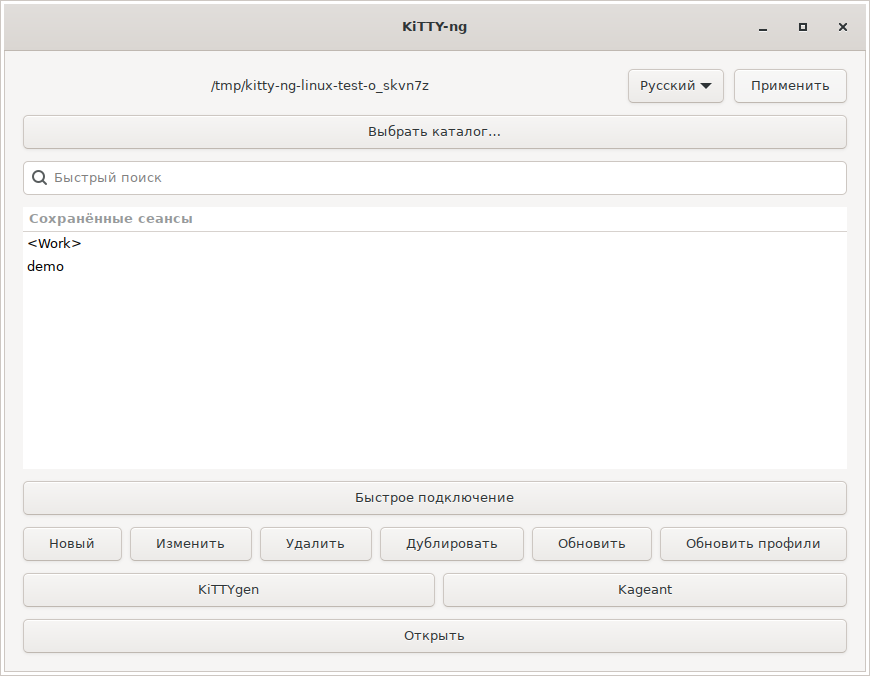 KiTTY-ng
/tmp/kitty-ng-linux-test-o_skvn7z Русский Применить
Выбрать каталог...
Быстрый поиск
Сохранённые сеансы
<Work>
demo
Быстрое подключение
Новый Изменить Удалить Дублировать Обновить Обновить профили
KiTTYgen Kageant
Открыть